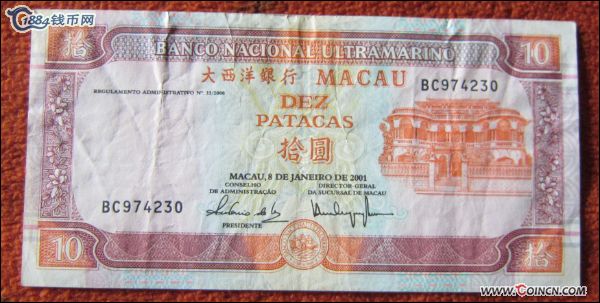 1884钱币网
拾
BANCO NACIONAL ULTRAMARINO
10
大西洋銀行 MACAU
BC974230
REGULAMENTO ADMINISTRATIVO Nº. 33/2000
DEZ
PATACAS
拾圓
MACAU, 8 DE JANEIRO DE 2001
CONSELHO
DE ADMINISTRAÇÃO
DIRECTOR-GERAL
DA SUCURSAL DE MACAU
BC974230
PRESIDENTE
10
拾
www.COINCN.com